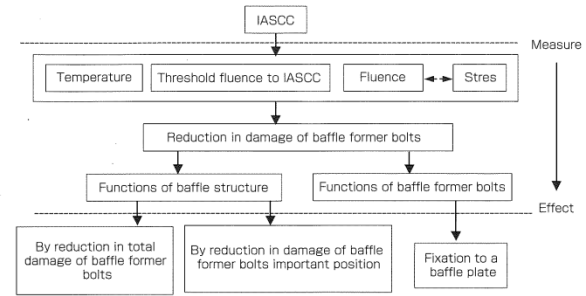 IASCC
Measure
Temperature
Threshold fluence to IASCC
Fluence
Stres
Reduction in damage of baffle former bolts
Functions of baffle structure
Functions of baffle former bolts
Effect
By reduction in total
damage of baffle former
bolts
By reduction in damage of baffle
former bolts important position
Fixation to a
baffle plate